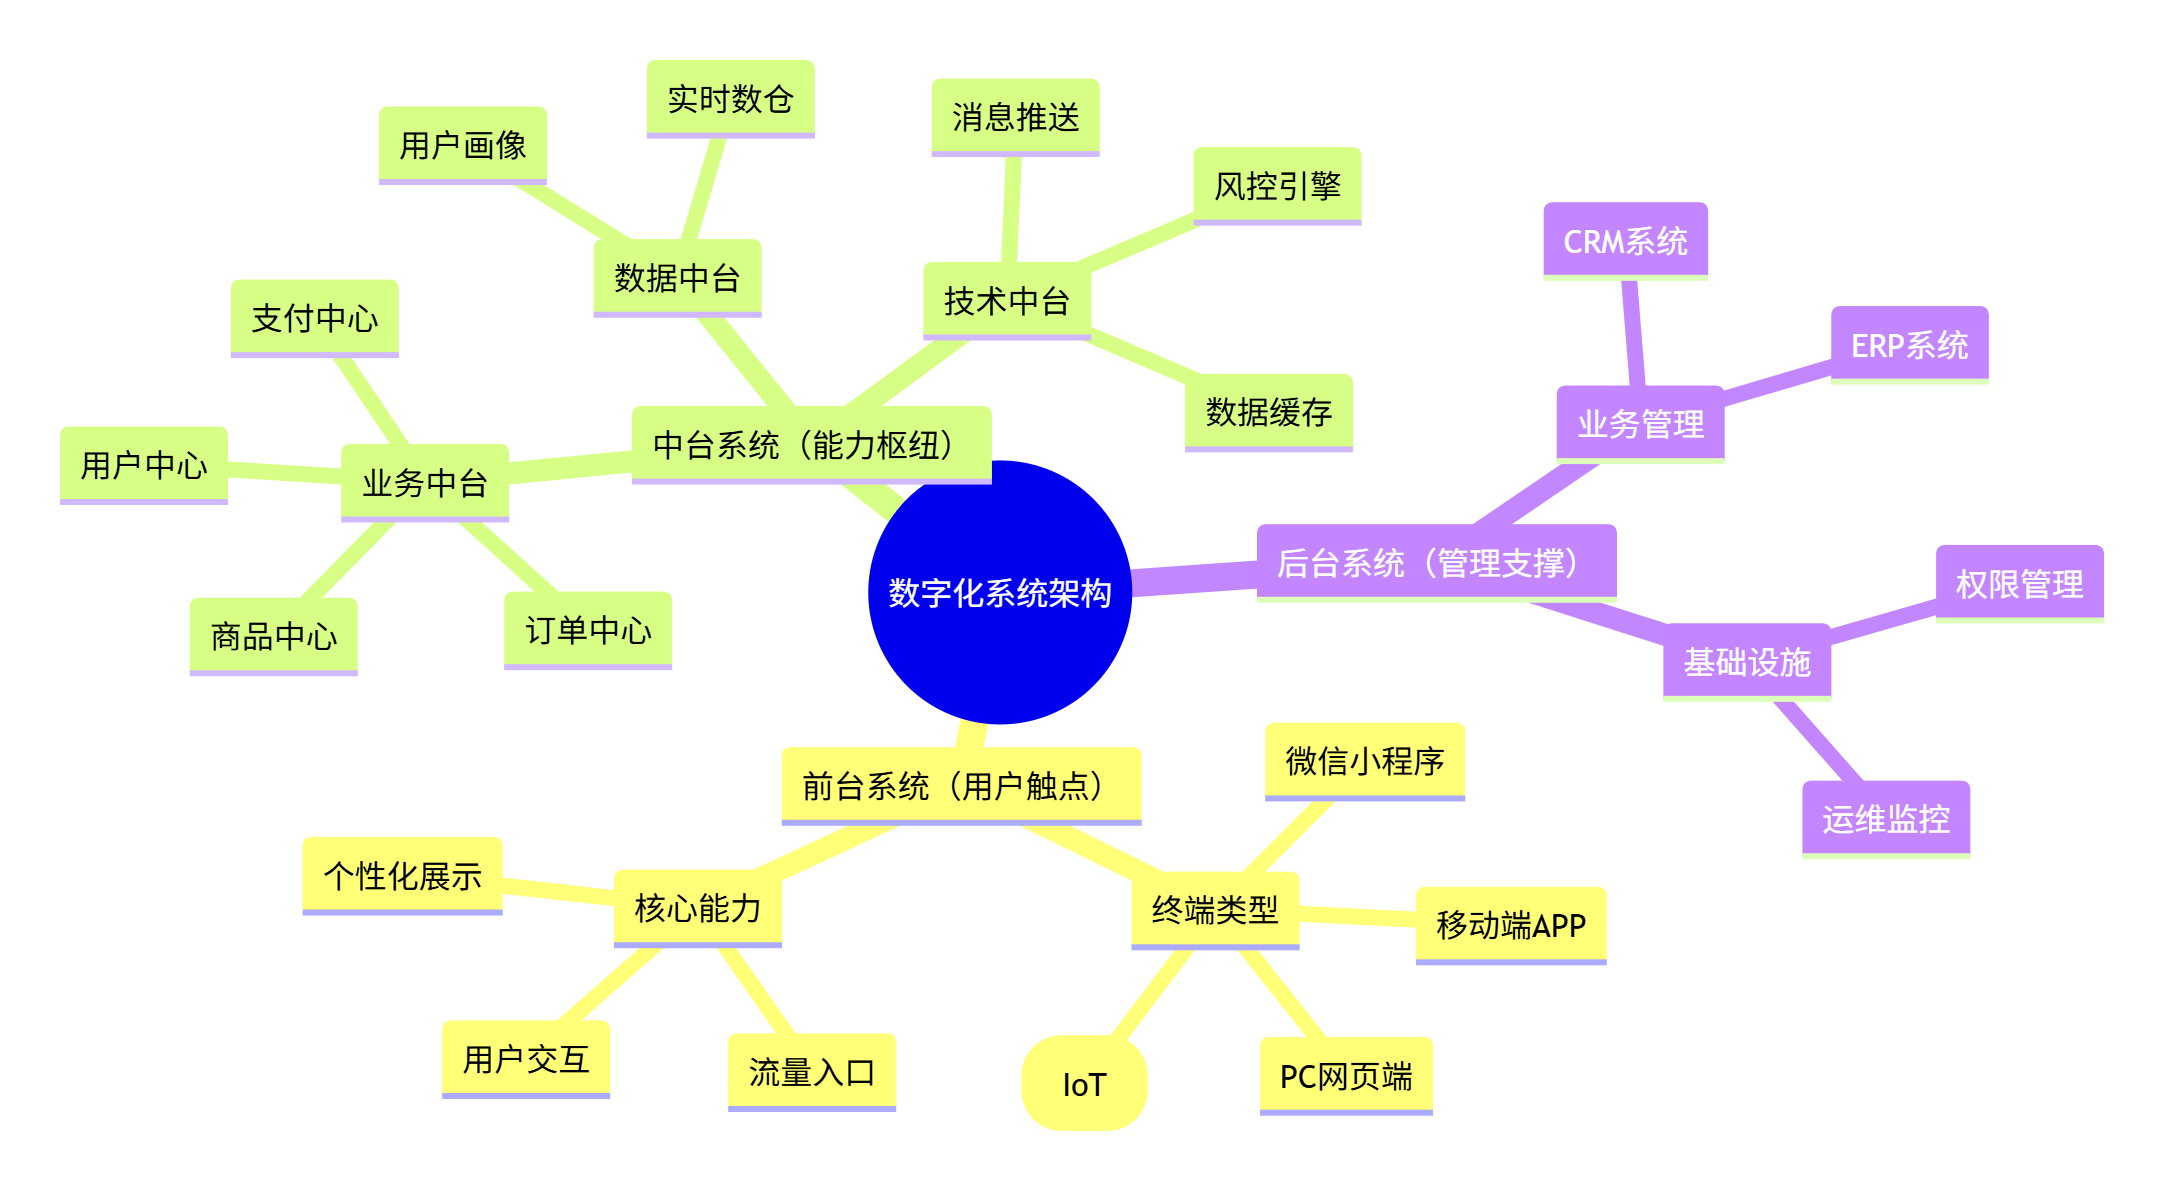 实时数仓
消息推送
用户画像
风控引擎
CRM系统
数据中台
技术中台
支付中心
ERP系统
数据缓存
业务管理
中台系统（能力枢纽）
用户中心
业务中台
后台系统（管理支撑）
权限管理
数字化系统架构
订单中心
商品中心
基础设施
微信小程序
前台系统（用户触点）
运维监控
个性化展示
核心能力
终端类型
移动端APP
用户交互
流量入口
IoT
PC网页端